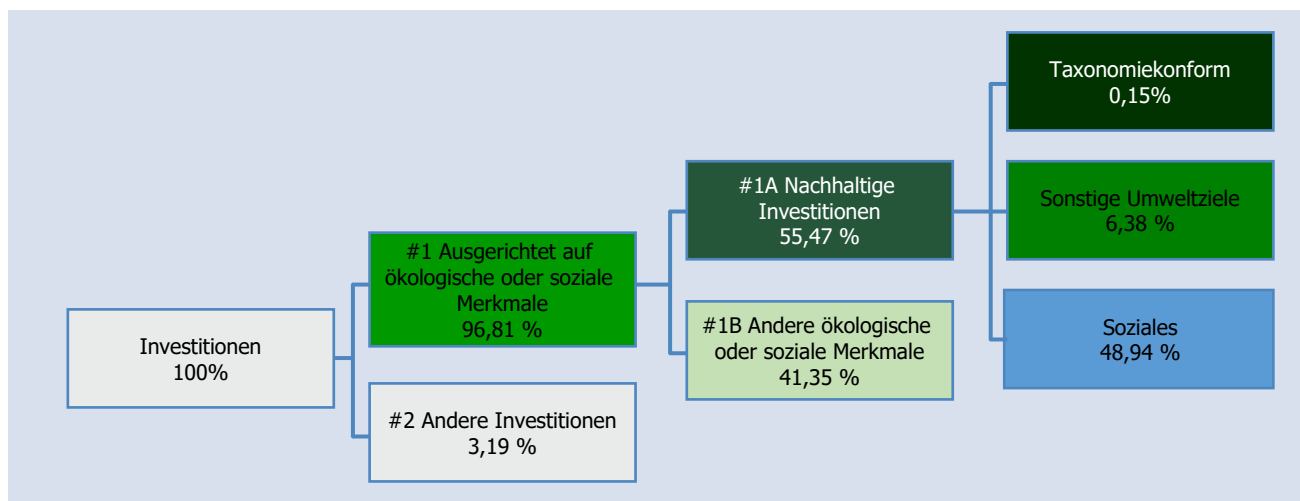 Investitionen
100%
#1 Ausgerichtet auf
ökologische oder soziale
Merkmale
96,81 %
#2 Andere Investitionen
3,19 %
#1A Nachhaltige
Investitionen
55,47 %
#1B Andere ökologische
oder soziale Merkmale
41,35 %
Taxonomiekonform
0,15%
Sonstige Umweltziele
6,38 %
Soziales
48,94 %